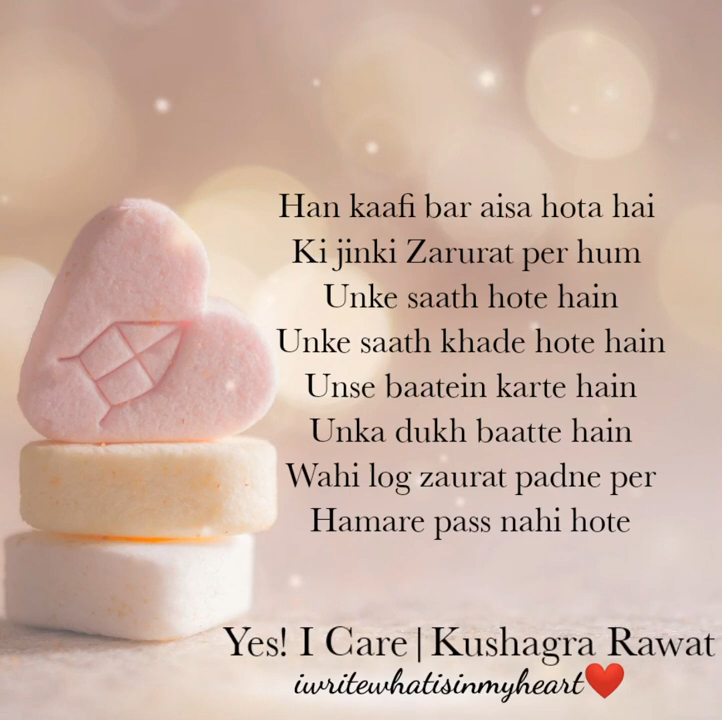 Han kaafi bar aisa hota hai
Ki jinki Zarurat per hum
Unke saath hote hain
Unke saath khade hote hain
Unse baatein karte hain
Unka dukh baatte hain
Wahi log zaurat padne per
Hamare pass nahi hote
Yes! I Care|Kushagra Rawat
iwritewhatisinmyheart❤️